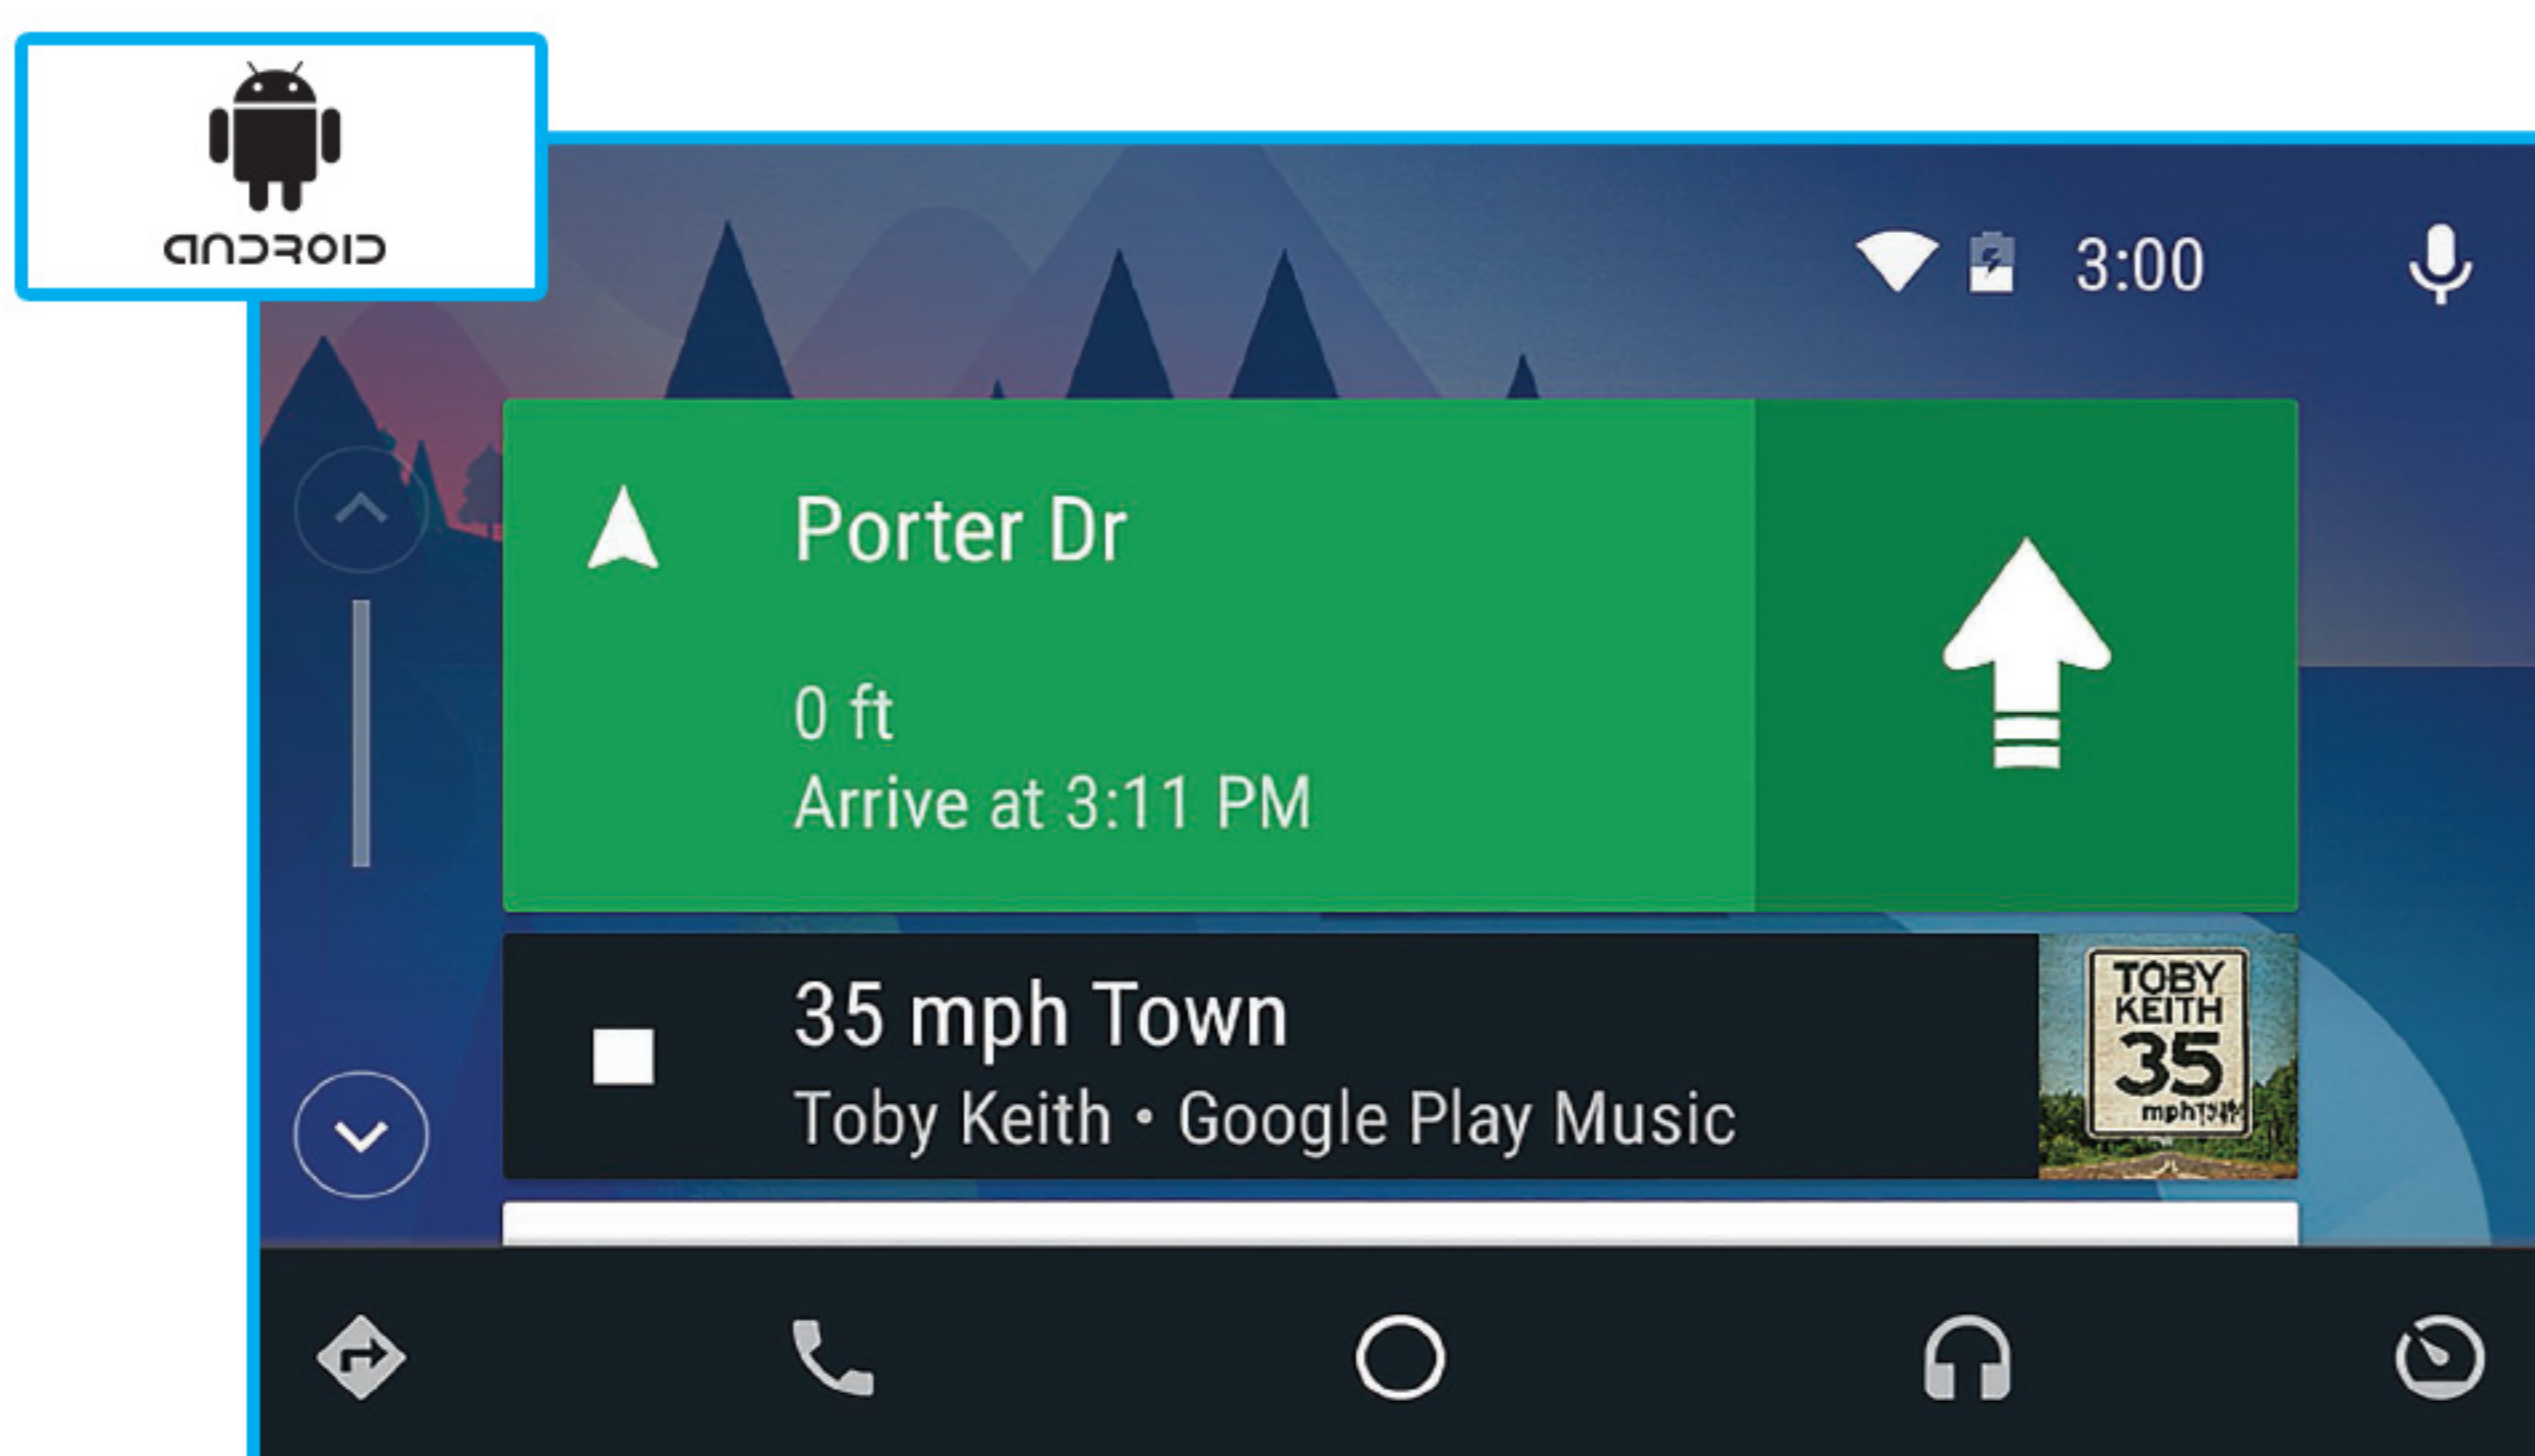 ANDROID
3:00
Porter Dr
0 ft
Arrive at 3:11 PM
35 mph Town
Toby Keith • Google Play Music
TOBY
KEITH
35
mph